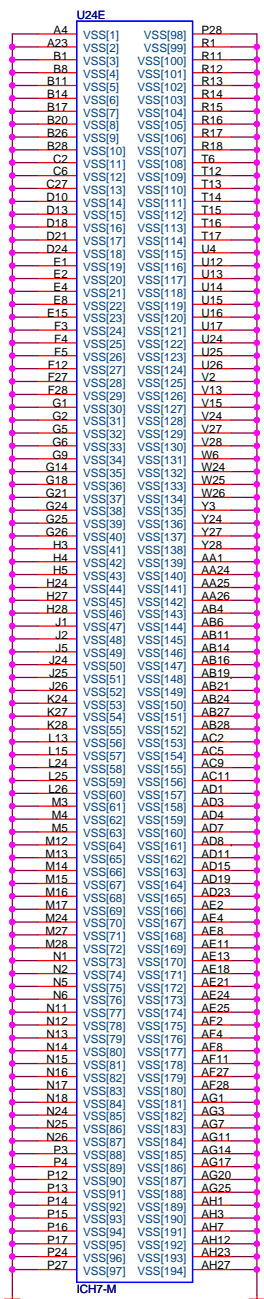 U24E
A4 VSS[1] VSS[98] P28
A23 VSS[2] VSS[99] R1
B1 VSS[3] VSS[100] R11
B8 VSS[4] VSS[101] R12
B11 VSS[5] VSS[102] R13
B14 VSS[6] VSS[103] R14
B17 VSS[7] VSS[104] R15
B20 VSS[8] VSS[105] R16
B26 VSS[9] VSS[106] R17
B28 VSS[10] VSS[107] R18
C2 VSS[11] VSS[108] T6
C6 VSS[12] VSS[109] T12
C27 VSS[13] VSS[110] T13
D10 VSS[14] VSS[111] T14
D13 VSS[15] VSS[112] T15
D18 VSS[16] VSS[113] T16
D21 VSS[17] VSS[114] T17
D24 VSS[18] VSS[115] U4
E1 VSS[19] VSS[116] U12
E2 VSS[20] VSS[117] U13
E4 VSS[21] VSS[118] U14
E8 VSS[22] VSS[119] U15
E15 VSS[23] VSS[120] U16
F3 VSS[24] VSS[121] U17
F4 VSS[25] VSS[122] U24
F5 VSS[26] VSS[123] U25
F12 VSS[27] VSS[124] U26
F27 VSS[28] VSS[125] V2
F28 VSS[29] VSS[126] V13
G1 VSS[30] VSS[127] V15
G2 VSS[31] VSS[128] V24
G5 VSS[32] VSS[129] V27
G6 VSS[33] VSS[130] V28
G9 VSS[34] VSS[131] W6
G14 VSS[35] VSS[132] W24
G18 VSS[36] VSS[133] W25
G21 VSS[37] VSS[134] W26
G24 VSS[38] VSS[135] Y3
G25 VSS[39] VSS[136] Y24
G26 VSS[40] VSS[137] Y27
H3 VSS[41] VSS[138] Y28
H4 VSS[42] VSS[139] AA1
H5 VSS[43] VSS[140] AA24
H24 VSS[44] VSS[141] AA25
H27 VSS[45] VSS[142] AA26
H28 VSS[46] VSS[143] AB4
J1 VSS[47] VSS[144] AB6
J2 VSS[48] VSS[145] AB11
J5 VSS[49] VSS[146] AB14
J24 VSS[50] VSS[147] AB16
J25 VSS[51] VSS[148] AB19
J26 VSS[52] VSS[149] AB21
K24 VSS[53] VSS[150] AB24
K27 VSS[54] VSS[151] AB27
K28 VSS[55] VSS[152] AB28
L13 VSS[56] VSS[153] AC2
L15 VSS[57] VSS[154] AC5
L24 VSS[58] VSS[155] AC9
L25 VSS[59] VSS[156] AC11
L26 VSS[60] VSS[157] AD1
M3 VSS[61] VSS[158] AD3
M4 VSS[62] VSS[159] AD4
M5 VSS[63] VSS[160] AD7
M12 VSS[64] VSS[161] AD8
M13 VSS[65] VSS[162] AD11
M14 VSS[66] VSS[163] AD15
M15 VSS[67] VSS[164] AD19
M16 VSS[68] VSS[165] AD23
M17 VSS[69] VSS[166] AE2
M24 VSS[70] VSS[167] AE4
M27 VSS[71] VSS[168] AE8
M28 VSS[72] VSS[169] AE11
N1 VSS[73] VSS[170] AE13
N2 VSS[74] VSS[171] AE18
N5 VSS[75] VSS[172] AE21
N6 VSS[76] VSS[173] AE24
N11 VSS[77] VSS[174] AE25
N12 VSS[78] VSS[175] AF2
N13 VSS[79] VSS[176] AF4
N14 VSS[80] VSS[177] AF8
N15 VSS[81] VSS[178] AF11
N16 VSS[82] VSS[179] AF27
N17 VSS[83] VSS[180] AF28
N18 VSS[84] VSS[181] AG1
N24 VSS[85] VSS[182] AG3
N25 VSS[86] VSS[183] AG7
N26 VSS[87] VSS[184] AG11
P3 VSS[88] VSS[185] AG14
P4 VSS[89] VSS[186] AG17
P12 VSS[90] VSS[187] AG20
P13 VSS[91] VSS[188] AG25
P14 VSS[92] VSS[189] AH1
P15 VSS[93] VSS[190] AH3
P16 VSS[94] VSS[191] AH7
P17 VSS[95] VSS[192] AH12
P24 VSS[96] VSS[193] AH23
P27 VSS[97] VSS[194] AH27
ICH7-M